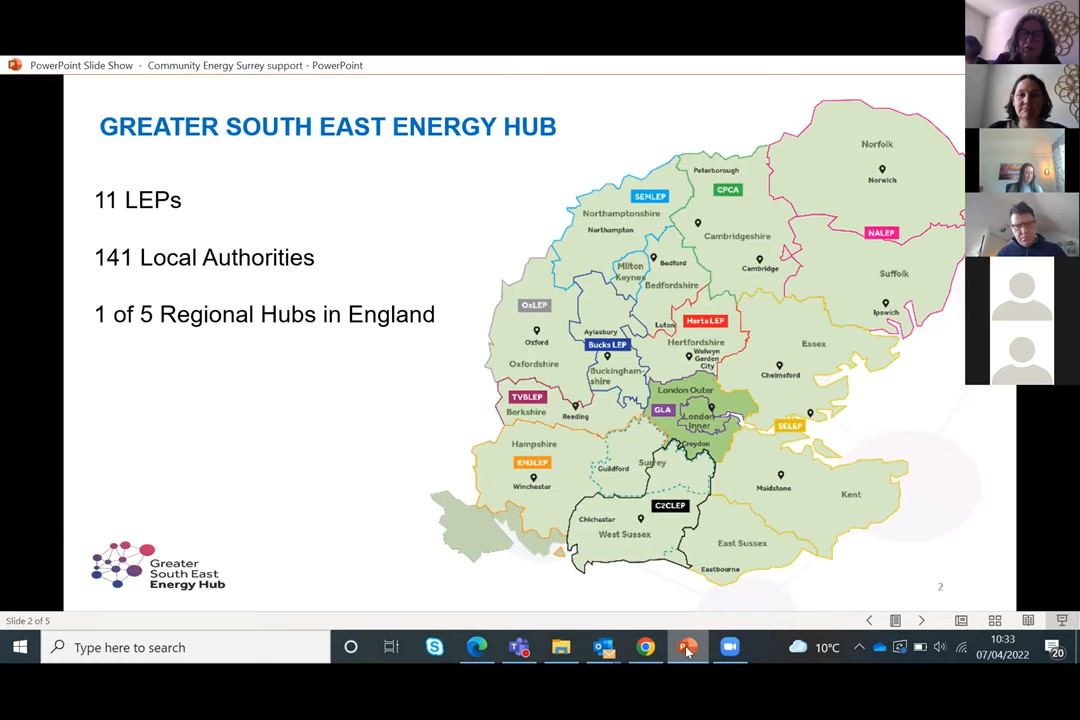 PowerPoint Slide Show - Community Energy Surrey support - PowerPoint
GREATER SOUTH EAST ENERGY HUB
11 LEPs
141 Local Authorities
1 of 5 Regional Hubs in England
Norfolk
Norwich
Peterborough
CPCA
SEMLEP
Northamptonshire
Northampton
Cambridgeshire
NALEP
Milton
Keynes
Bedford
Cambridge
Suffolk
Bedfordshire
Ipswich
OxLEP
Luton
Herts LEP
Aylesbury
Oxford
Bucks LEP
Hertfordshire
Essex
Welwyn
Garden
City
Oxfordshire
Buckingham-
shire
Chelmsford
London Outer
TVBLEP
Berkshire
Reading
GLA
London
Inner
SELEP
Croydon
Hampshire
EM3LEP
Guildford
Surrey
Winchester
Maidstone
Kent
C2CLEP
Chichester
West Sussex
East Sussex
Eastbourne
Greater
South East
Energy Hub
2
Slide 2 of 5
Type here to search
10°C
10:33
07/04/2022
20